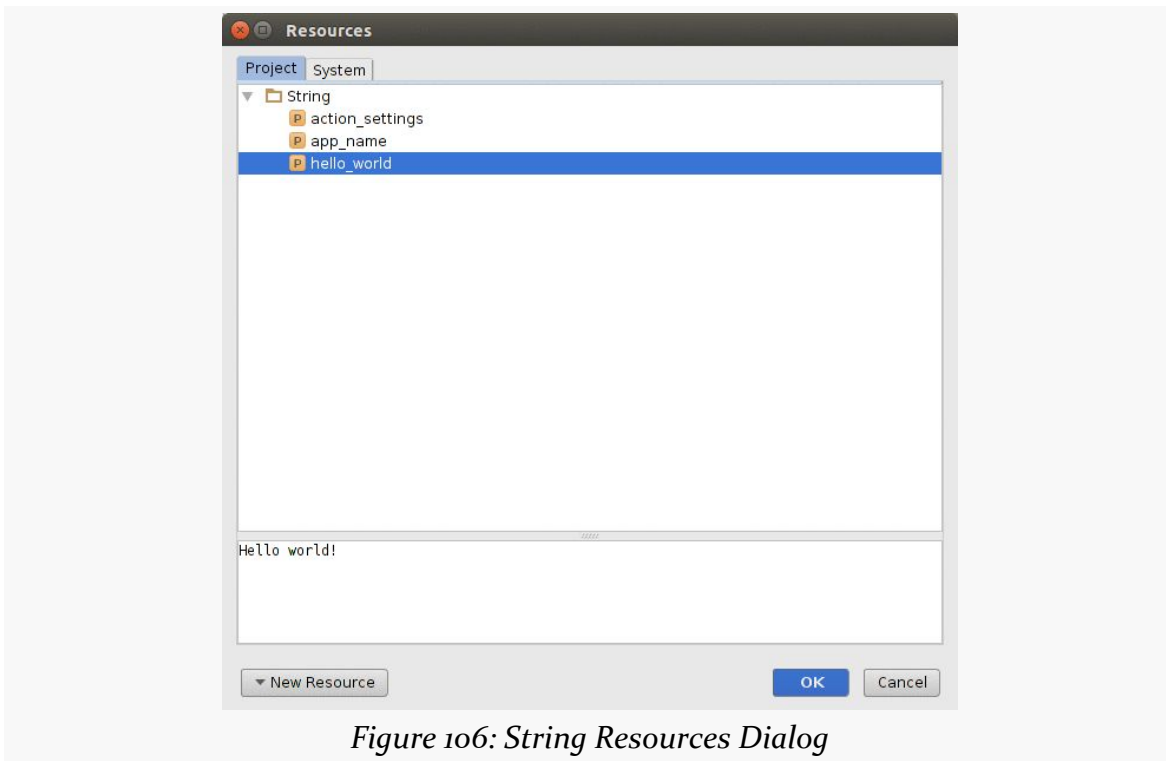 Resources
Project System
String
P action_settings
P app_name
P hello_world
Hello world!
New Resource OK Cancel
Figure 106: String Resources Dialog